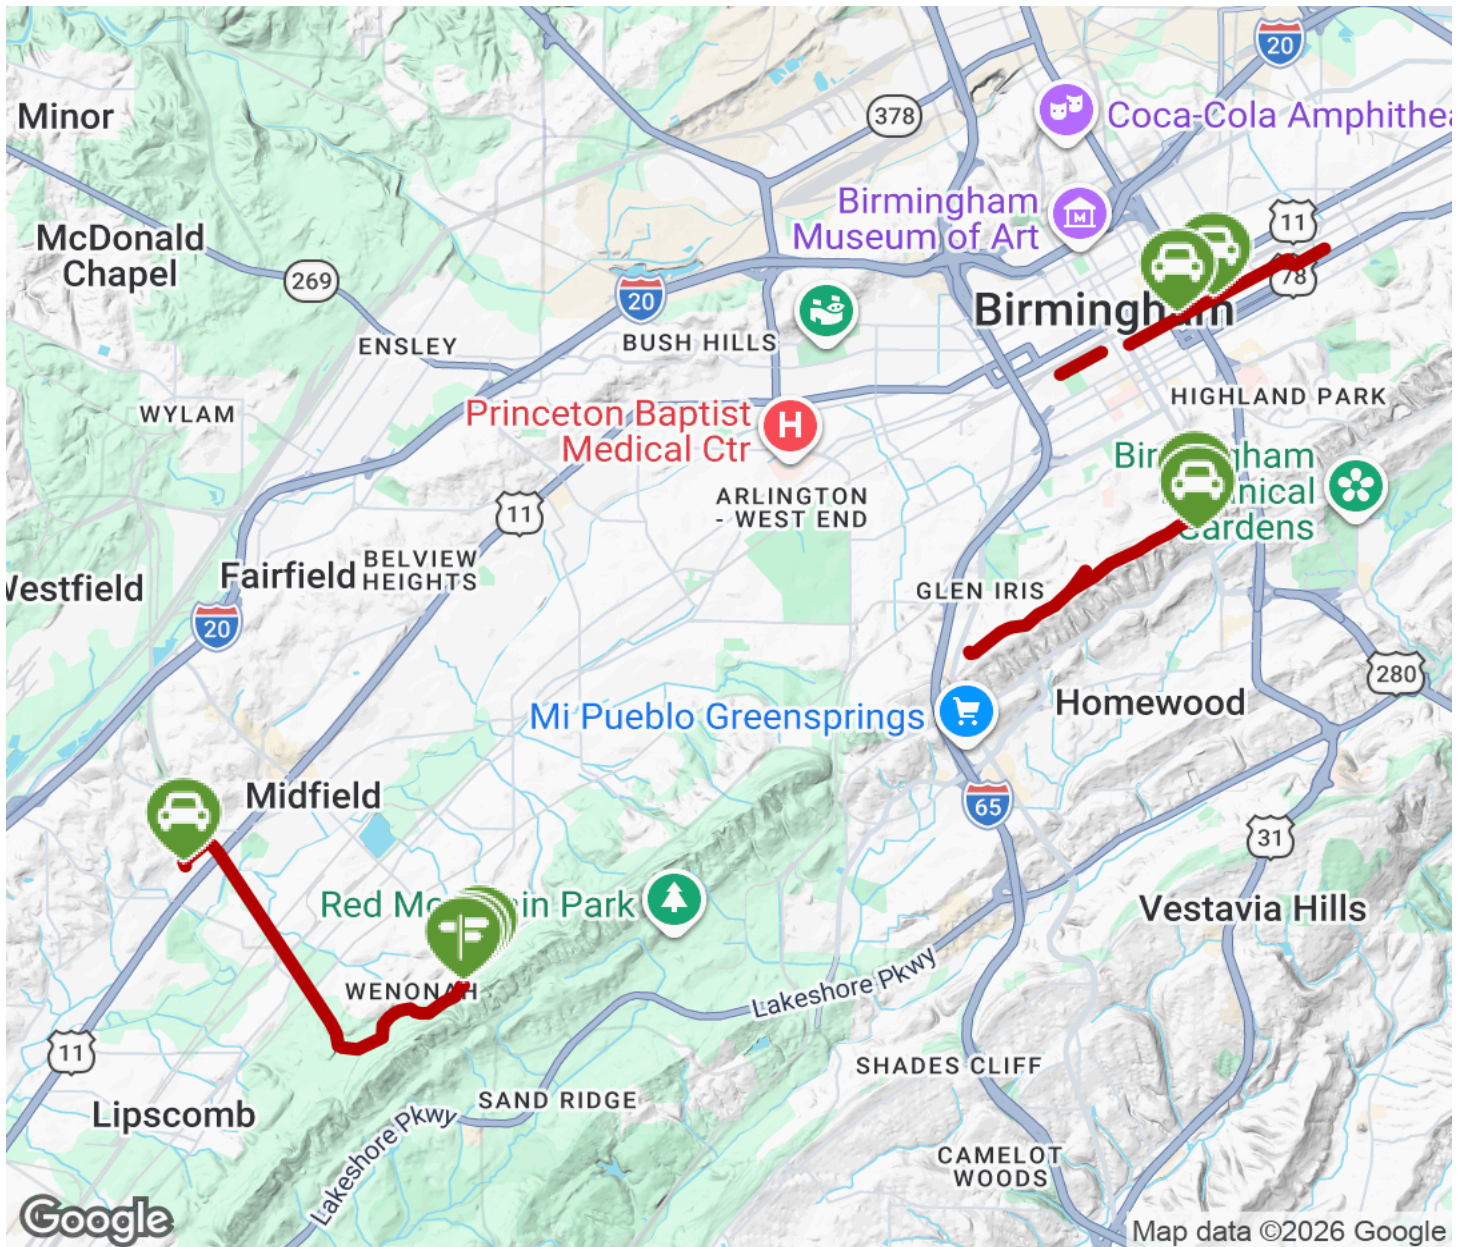 20
Minor
378
Coca-Cola Amphithea
Birmingham
Museum of Art
11
McDonald
Chapel
269
20
78
Birmingham
BUSH HILLS
ENSLEY
HIGHLAND PARK
WYLAM
Princeton Baptist
Medical Ctr
H
ARLINGTON
- WEST END
11
BELVIEW
HEIGHTS
Fairfield
Westfield
20
GLEN IRIS
280
Homewood
Mi Pueblo Greensprings
Midfield
65
31
Vestavia Hills
WENONAH
Lakeshore Pkwy
11
SHADES CLIFF
SAND RIDGE
Lipscomb
Lakeshore Pkwy
CAMELOT
WOODS
Google
Map data ©2026 Google